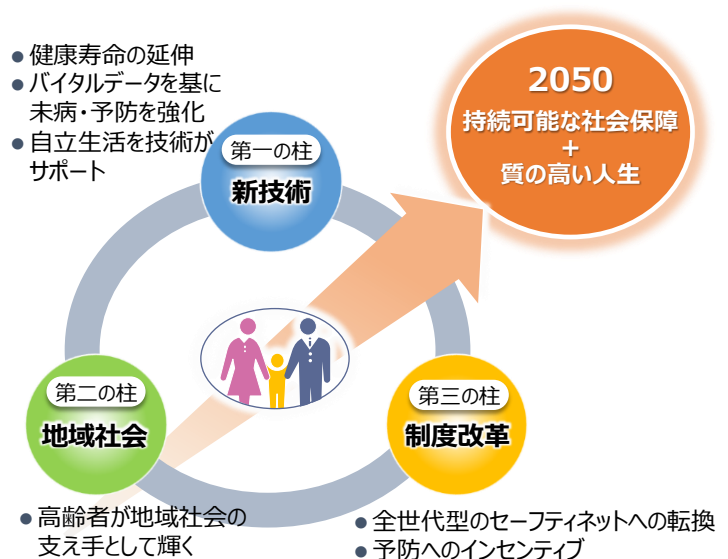 ● 健康寿命の延伸
● バイタルデータを基に
未病・予防を強化
● 自立生活を技術が
サポート
第一の柱
新技術
2050
持続可能な社会保障
+
質の高い人生
第二の柱
地域社会
第三の柱
制度改革
● 高齢者が地域社会の
支え手として輝く
● 全世代型のセーフティネットへの転換
● 予防へのインセンティブ